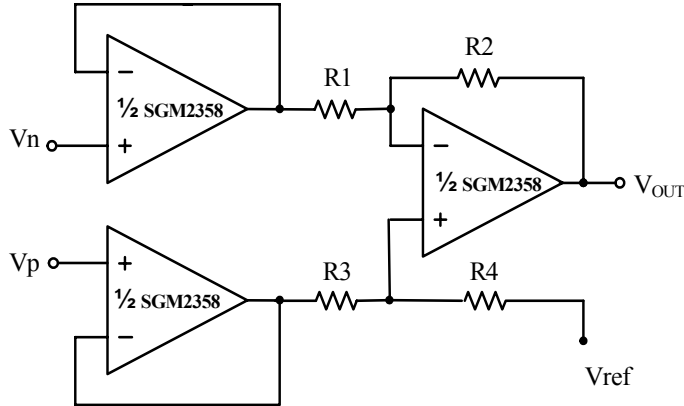 R2
R1
−
½ SGM2358
Vn
+
−
½ SGM2358
VOUT
+
Vp
+
½ SGM2358
−
R3
R4
Vref